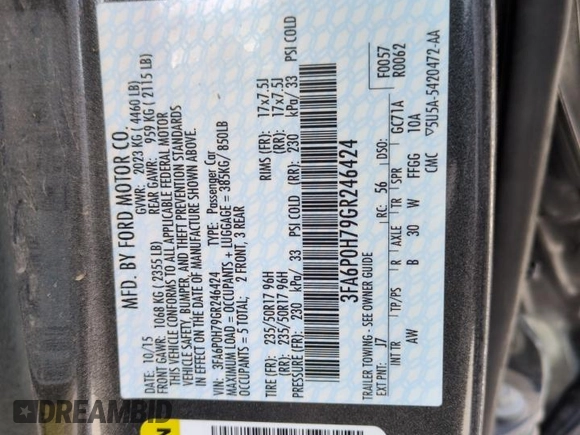 MFD. BY FORD MOTOR CO.
DATE: 10/15 GVWR: 2023 KG ( 4460 LB)
FRONT GAWR: 1068 KG ( 2355 LB) REAR GAWR: 959 KG ( 2115 LB)
THIS VEHICLE CONFORMS TO ALL APPLICABLE FEDERAL MOTOR
VEHICLE SAFETY, BUMPER, AND THEFT PREVENTION STANDARDS
IN EFFECT ON THE DATE OF MANUFACTURE SHOWN ABOVE.
VIN: 3FA6P0H79GR246424 TYPE: Passenger Car
MAXIMUM LOAD = OCCUPANTS + LUGGAGE = 385KG/ 850LB
OCCUPANTS = 5 TOTAL; 2 FRONT, 3 REAR
TIRE (FR): 235/50R17 96H RIMS (FR): 17x7.5J
(RR): 235/50R17 96H (RR): 17x7.5J
PRESSURE (FR): 230 kPa/ 33 PSI COLD (RR): 230 kPa/ 33 PSI COLD
3FA6P0H79GR246424
F0057
R0062
TRAILER TOWING - SEE OWNER GUIDE
EXT PNT: J7 RC: 56 DSO: GC71A
INT TR TP/PS R AXLE TR SPR
AW B 30 W FFGG 10A
CMC ▽5U5A-5420472-AA
N
DREAMBID